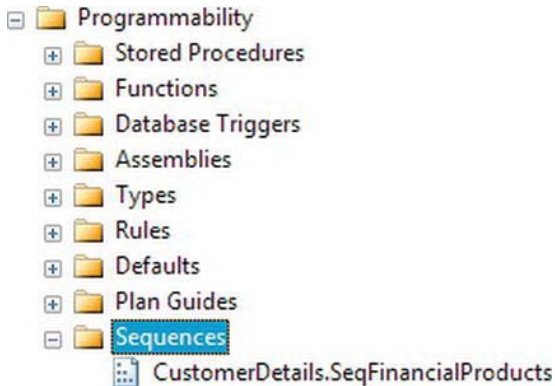 Programmability
Stored Procedures
Functions
Database Triggers
Assemblies
Types
Rules
Defaults
Plan Guides
Sequences
CustomerDetails.SeqFinancialProducts